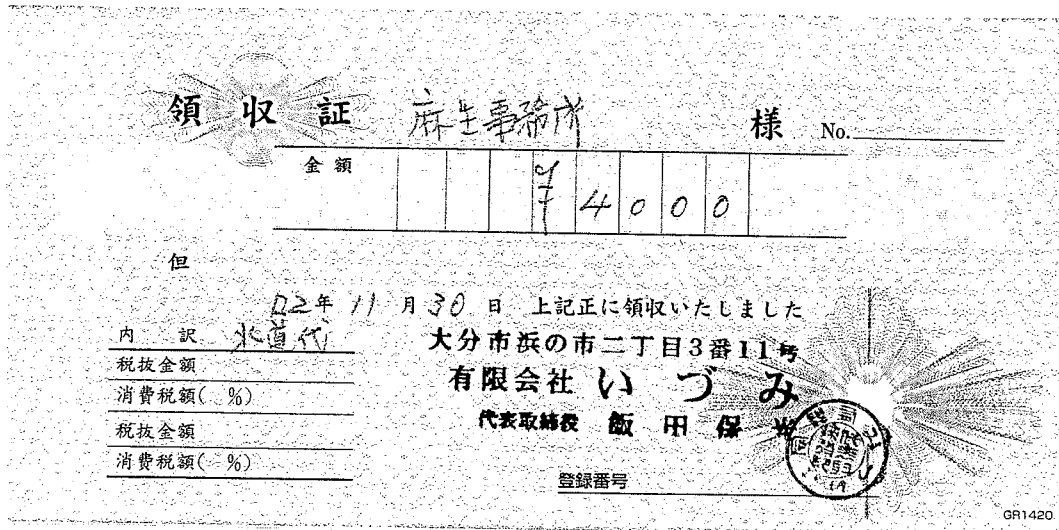 領収証 麻生事務所 様 No.
金額 ¥4000
但
22年11月30日 上記正に領収いたしました
内訳 水道代
大分市浜の市二丁目3番11号
税抜金額
有限会社 いづみ
消費税額( %)
代表取締役 飯田保
税抜金額
消費税額( %)
登録番号
GR1420